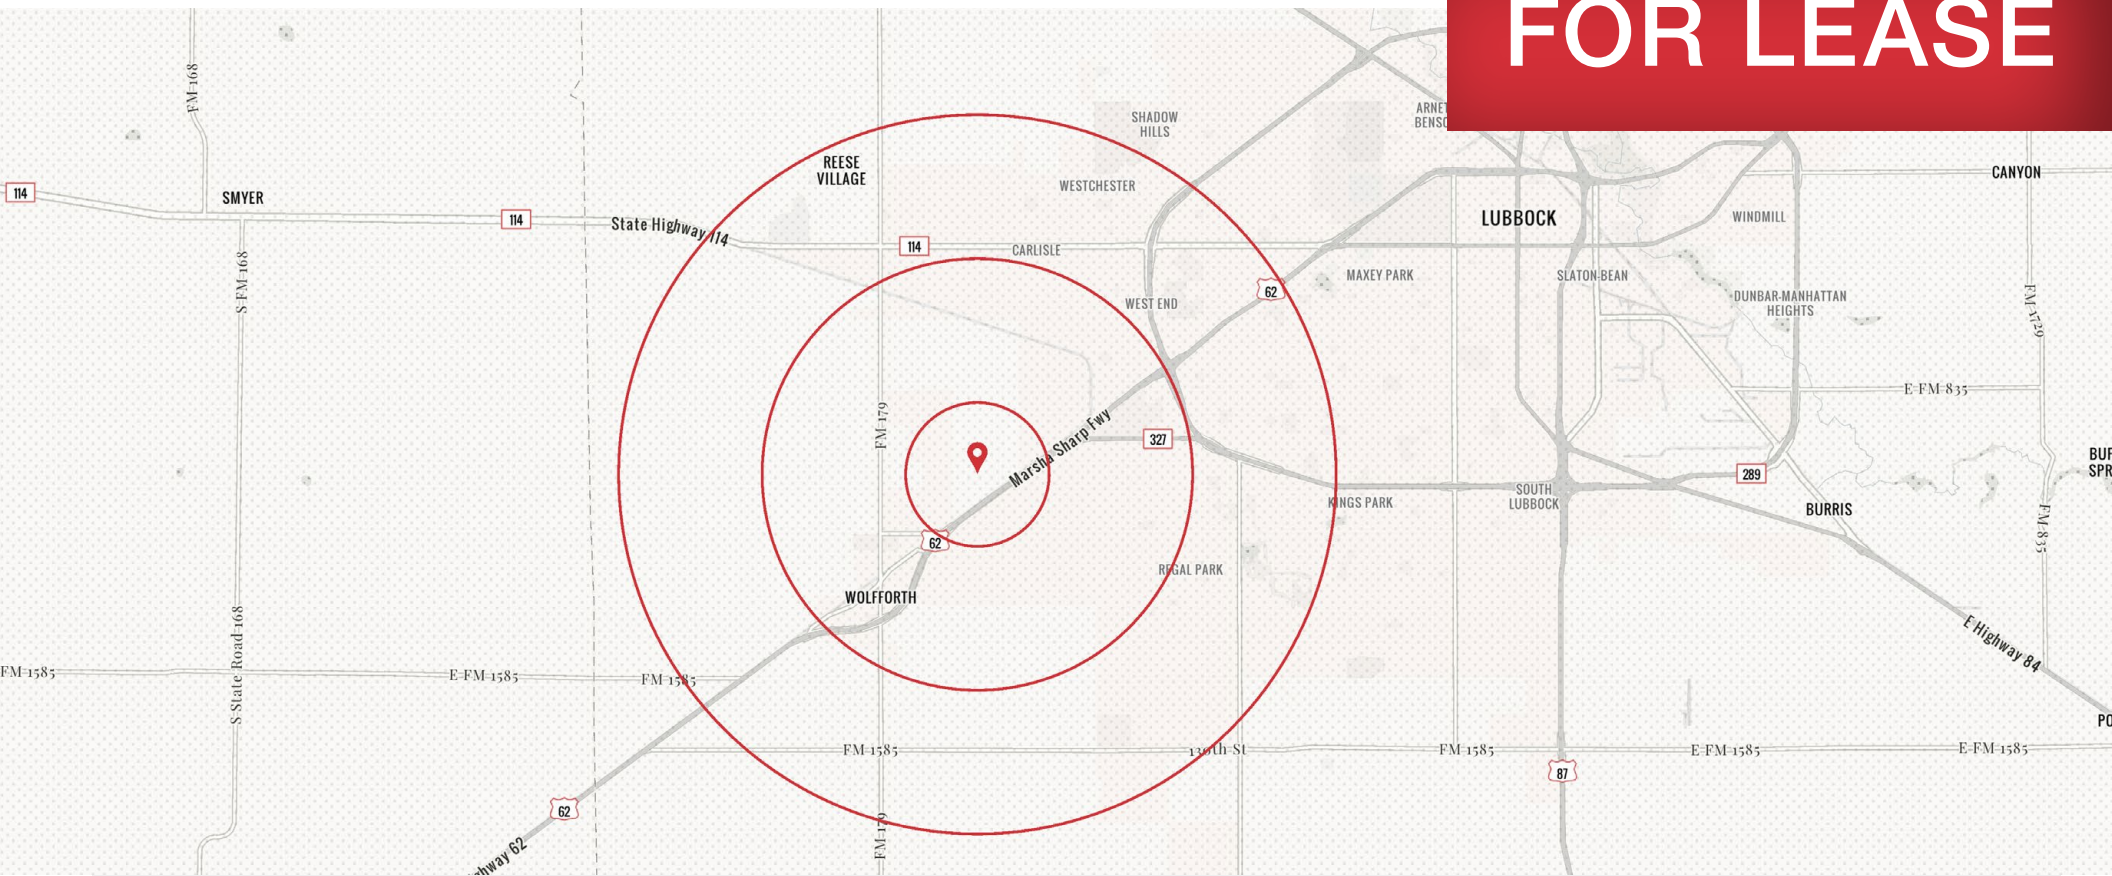 FOR LEASE
FM 168
SHADOW
HILLS
REESE
VILLAGE
WESTCHESTER
CANYON
114
SMYER
114
State Highway 114
114
CARLISLE
LUBBOCK
WINDMILL
S FM 168
62
MAXEY PARK
SLATON BEAN
WEST END
DUNBAR-MANHATTAN
HEIGHTS
FM 1729
E FM 835
FM 179
Marsha Sharp Fwy
327
289
SOUTH
LUBBOCK
KINGS PARK
BURRIS
FM 835
62
REGAL PARK
WOLFFORTH
S State Road 168
E Highway 84
FM 1585
E FM 1585
FM 1585
FM 1585
130th St
FM 1585
E FM 1585
E FM 1585
87
62
FM 179